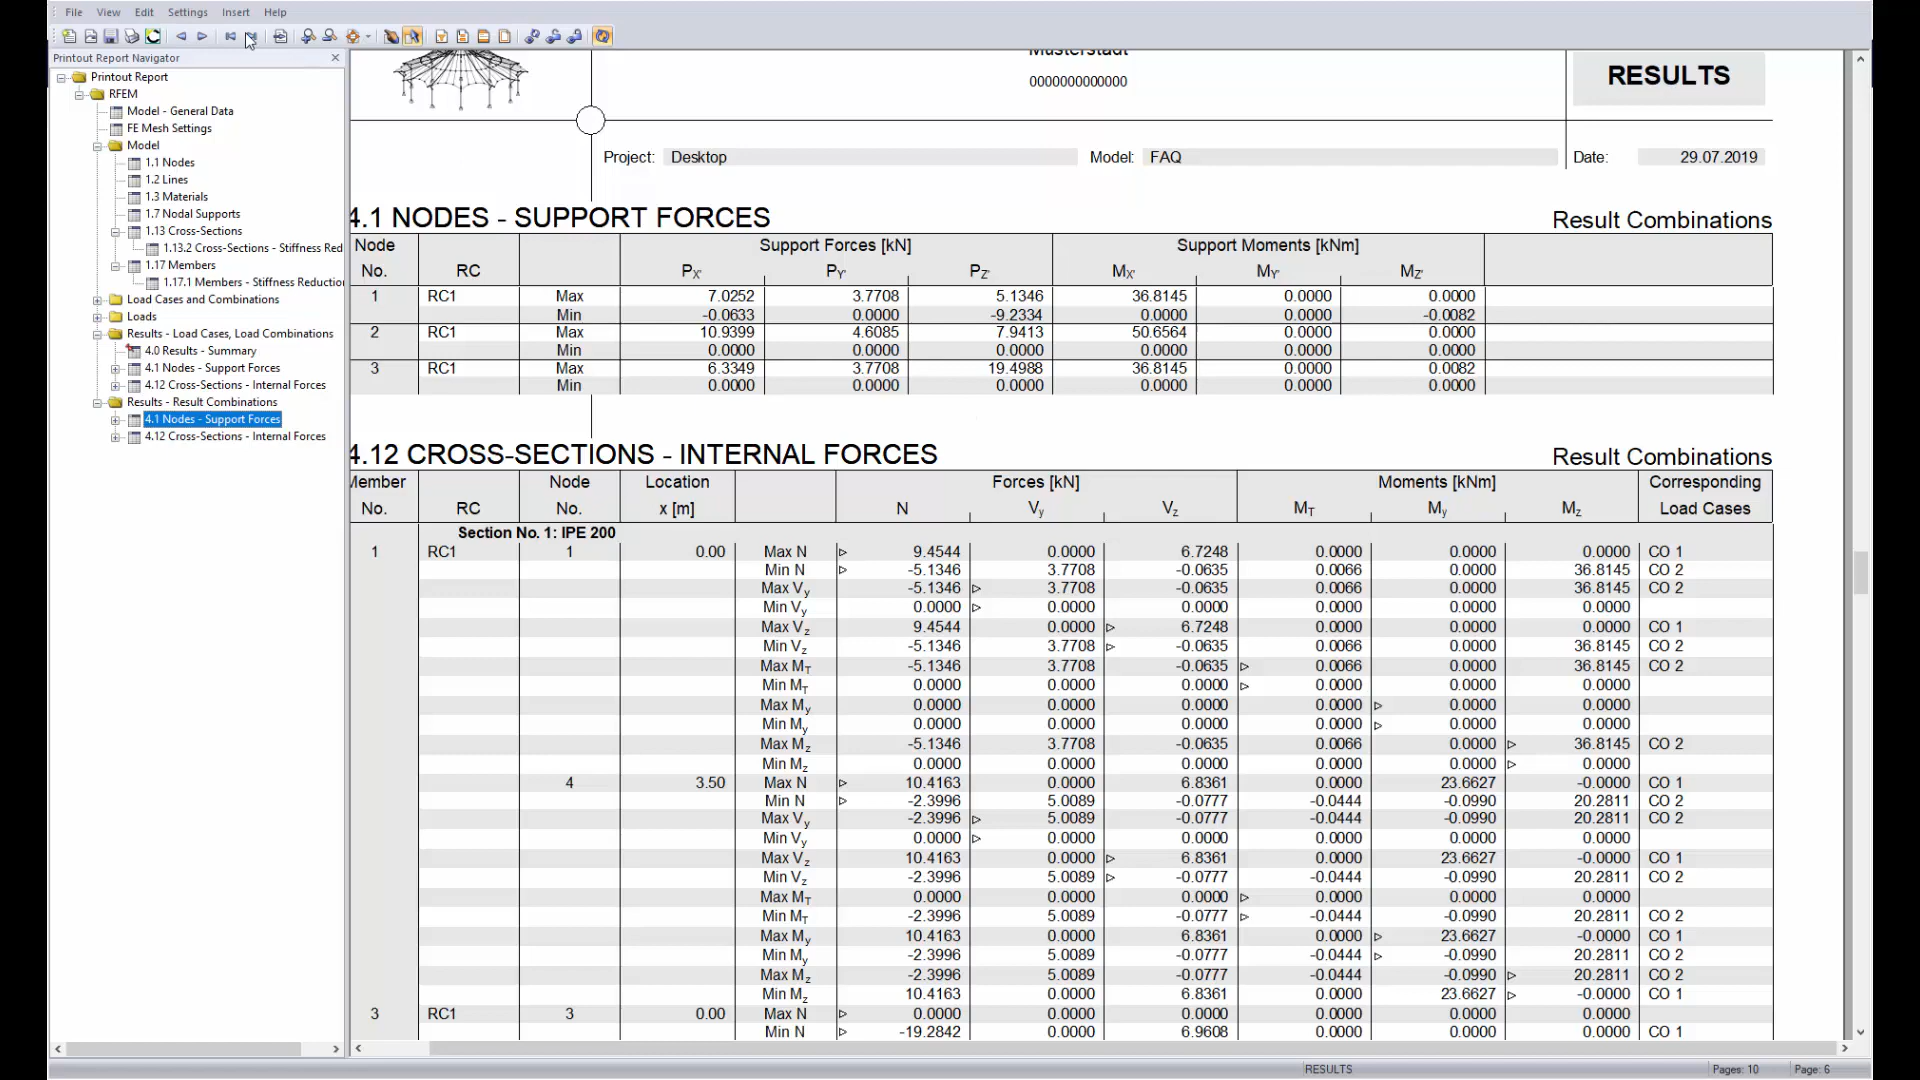 File View Edit Settings Insert Help
Printout Report Navigator
Printout Report
RFEM
Model - General Data
FE Mesh Settings
Model
1.1 Nodes
1.2 Lines
1.3 Materials
1.7 Nodal Supports
1.13 Cross-Sections
1.13.2 Cross-Sections - Stiffness Red
1.17 Members
1.17.1 Members - Stiffness Reductio
Load Cases and Combinations
Loads
Results - Load Cases, Load Combinations
4.0 Results - Summary
4.1 Nodes - Support Forces
4.12 Cross-Sections - Internal Forces
Results - Result Combinations
4.1 Nodes - Support Forces
4.12 Cross-Sections - Internal Forces
Musterstadt
0000000000000
RESULTS
Project: Desktop Model: FAQ Date: 29.07.2019
4.1 NODES - SUPPORT FORCES Result Combinations
Node Support Forces [kN] Support Moments [kNm]
No. RC PX' PY' PZ' MX' MY' MZ'
1 RC1 Max 7.0252 3.7708 5.1346 36.8145 0.0000 0.0000
Min -0.0633 0.0000 -9.2334 0.0000 0.0000 -0.0082
2 RC1 Max 10.9399 4.6085 7.9413 50.6564 0.0000 0.0000
Min 0.0000 0.0000 0.0000 0.0000 0.0000 0.0000
3 RC1 Max 6.3349 3.7708 19.4988 36.8145 0.0000 0.0082
Min 0.0000 0.0000 0.0000 0.0000 0.0000 0.0000
4.12 CROSS-SECTIONS - INTERNAL FORCES Result Combinations
Member Node Location Forces [kN] Moments [kNm] Corresponding
No. RC No. x [m] N Vy Vz MT My Mz Load Cases
Section No. 1: IPE 200
1 RC1 1 0.00 Max N 9.4544 0.0000 6.7248 0.0000 0.0000 0.0000 CO 1
Min N -5.1346 3.7708 -0.0635 0.0066 0.0000 36.8145 CO 2
Max Vy -5.1346 3.7708 -0.0635 0.0066 0.0000 36.8145 CO 2
Min Vy 0.0000 0.0000 0.0000 0.0000 0.0000 0.0000
Max Vz 9.4544 0.0000 6.7248 0.0000 0.0000 0.0000 CO 1
Min Vz -5.1346 3.7708 -0.0635 0.0066 0.0000 36.8145 CO 2
Max MT -5.1346 3.7708 -0.0635 0.0066 0.0000 36.8145 CO 2
Min MT 0.0000 0.0000 0.0000 0.0000 0.0000 0.0000
Max My 0.0000 0.0000 0.0000 0.0000 0.0000 0.0000
Min My 0.0000 0.0000 0.0000 0.0000 0.0000 0.0000
Max Mz -5.1346 3.7708 -0.0635 0.0066 0.0000 36.8145 CO 2
Min Mz 0.0000 0.0000 0.0000 0.0000 0.0000 0.0000
4 3.50 Max N 10.4163 0.0000 6.8361 0.0000 23.6627 -0.0000 CO 1
Min N -2.3996 5.0089 -0.0777 -0.0444 -0.0990 20.2811 CO 2
Max Vy -2.3996 5.0089 -0.0777 -0.0444 -0.0990 20.2811 CO 2
Min Vy 0.0000 0.0000 0.0000 0.0000 0.0000 0.0000
Max Vz 10.4163 0.0000 6.8361 0.0000 23.6627 -0.0000 CO 1
Min Vz -2.3996 5.0089 -0.0777 -0.0444 -0.0990 20.2811 CO 2
Max MT 0.0000 0.0000 0.0000 0.0000 0.0000 0.0000
Min MT -2.3996 5.0089 -0.0777 -0.0444 -0.0990 20.2811 CO 2
Max My 10.4163 0.0000 6.8361 0.0000 23.6627 -0.0000 CO 1
Min My -2.3996 5.0089 -0.0777 -0.0444 -0.0990 20.2811 CO 2
Max Mz -2.3996 5.0089 -0.0777 -0.0444 -0.0990 20.2811 CO 2
Min Mz 10.4163 0.0000 6.8361 0.0000 23.6627 -0.0000 CO 1
3 RC1 3 0.00 Max N 0.0000 0.0000 0.0000 0.0000 0.0000 0.0000
Min N -19.2842 0.0000 6.9608 0.0000 0.0000 0.0000 CO 1
RESULTS Pages: 10 Page: 6